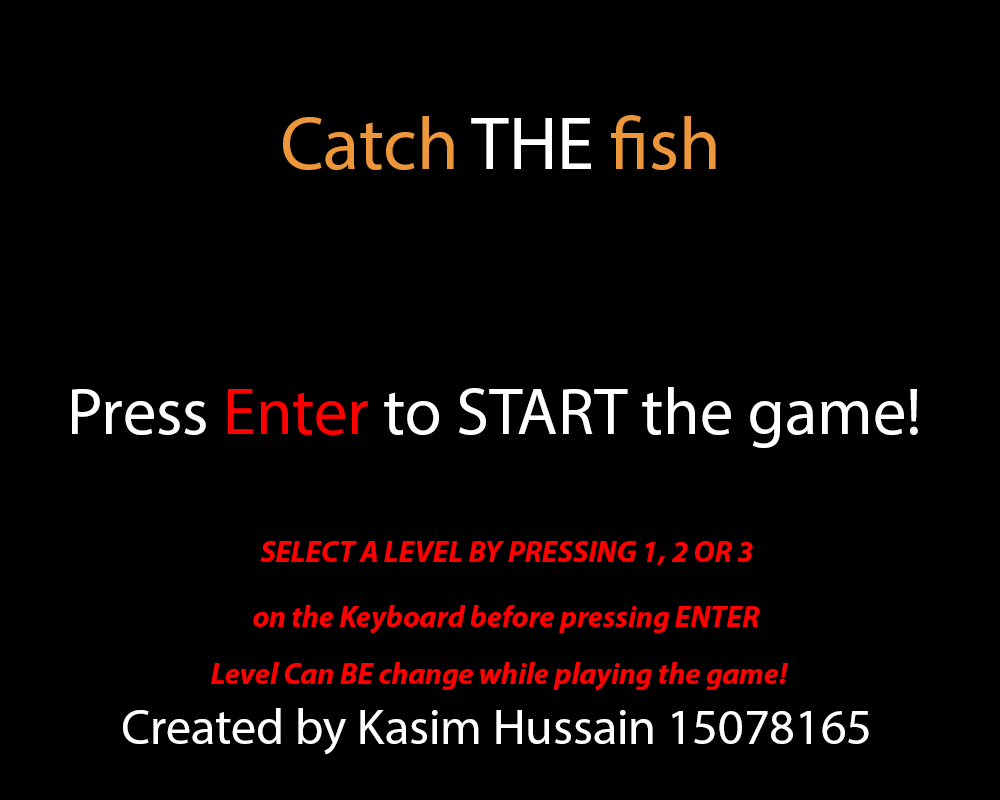 Catch THE fish
Press Enter to START the game!
SELECT A LEVEL BY PRESSING 1, 2 OR 3
on the Keyboard before pressing ENTER
Level Can BE change while playing the game!
Created by Kasim Hussain 15078165